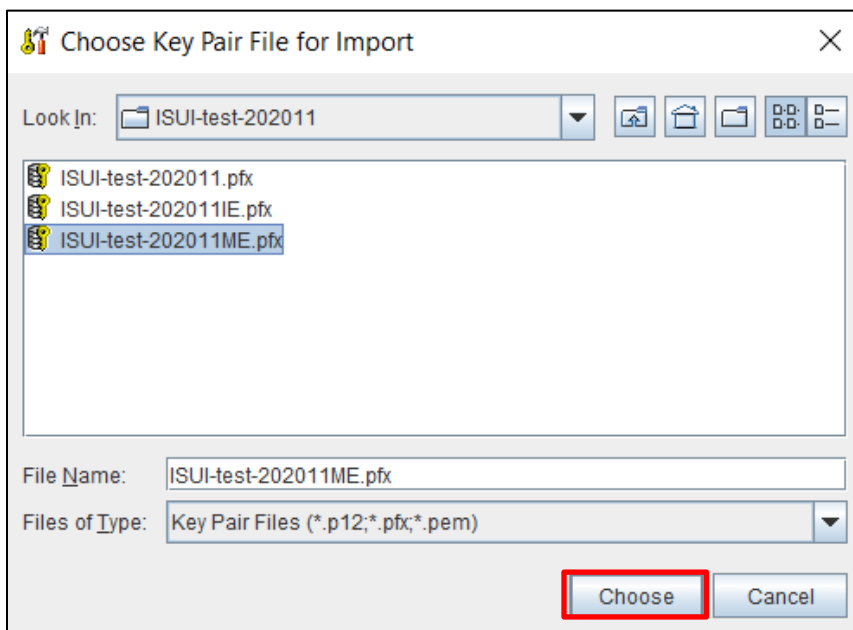 Choose Key Pair File for Import
Look In: ISUI-test-202011
ISUI-test-202011.pfx
ISUI-test-202011IE.pfx
ISUI-test-202011ME.pfx
File Name: ISUI-test-202011ME.pfx
Files of Type: Key Pair Files (*.p12;*.pfx;*.pem)
Choose Cancel